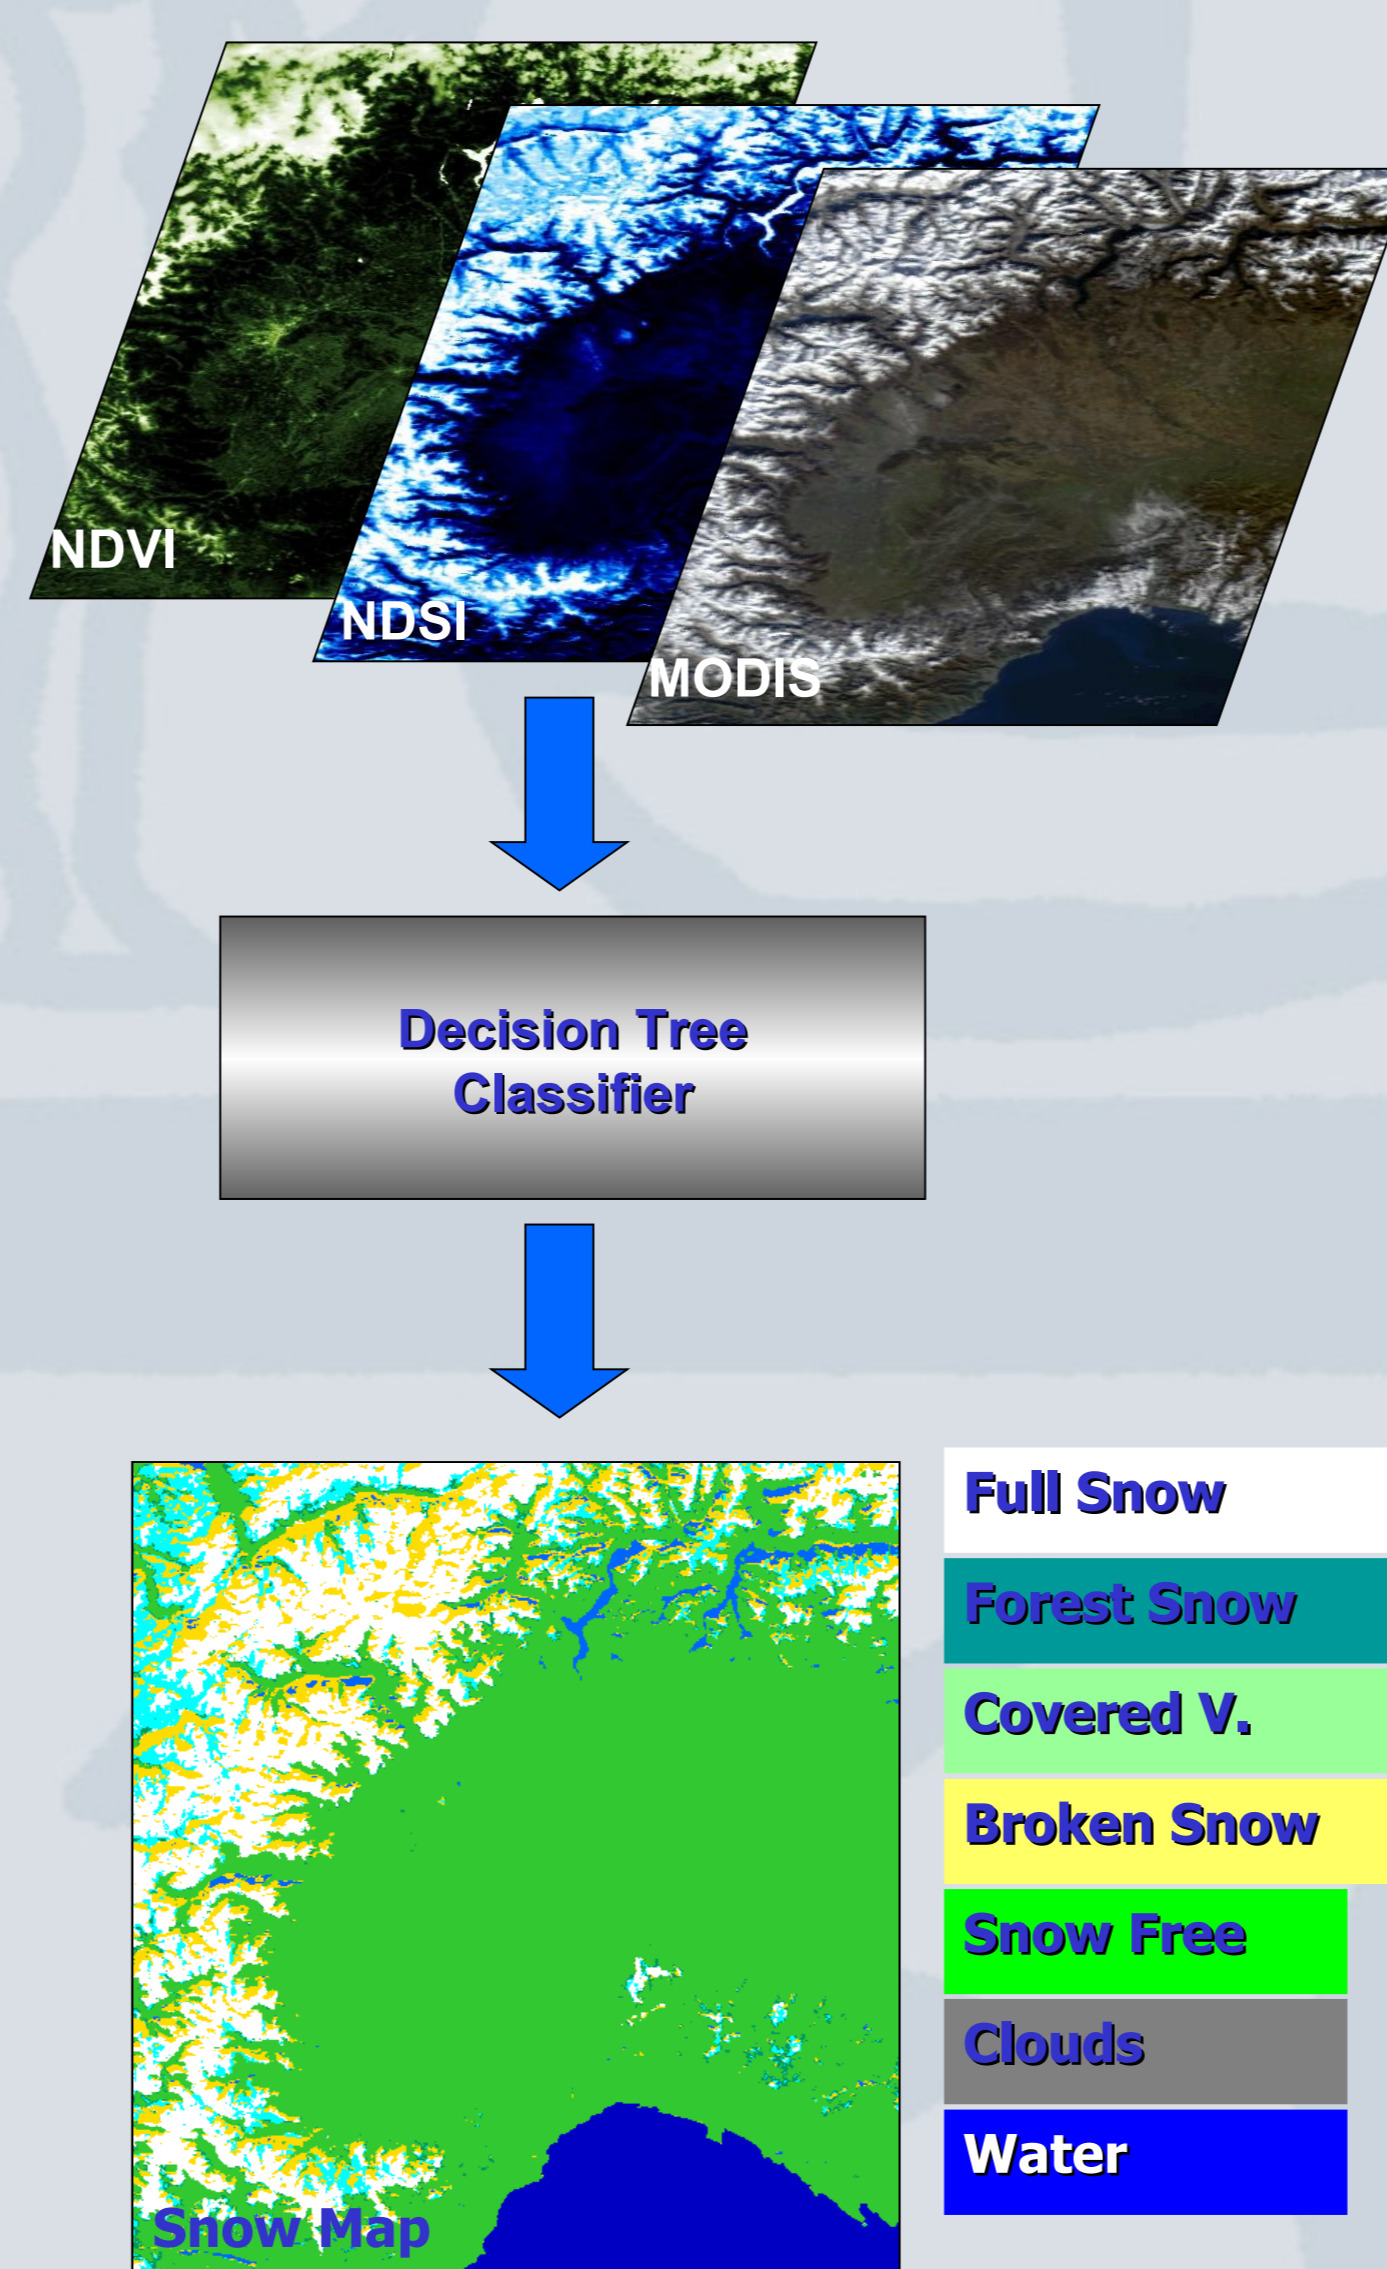 NDVI
NDSI
MODIS
Decision Tree
Classifier
Full Snow
Forest Snow
Covered V.
Broken Snow
Snow Free
Clouds
Water
Snow Map